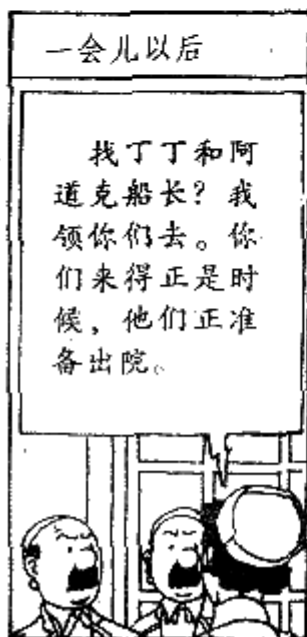 一会儿以后
找丁丁和阿
道克船长？我
领你们去。你
们来得正是时
候，他们正准
备出院。